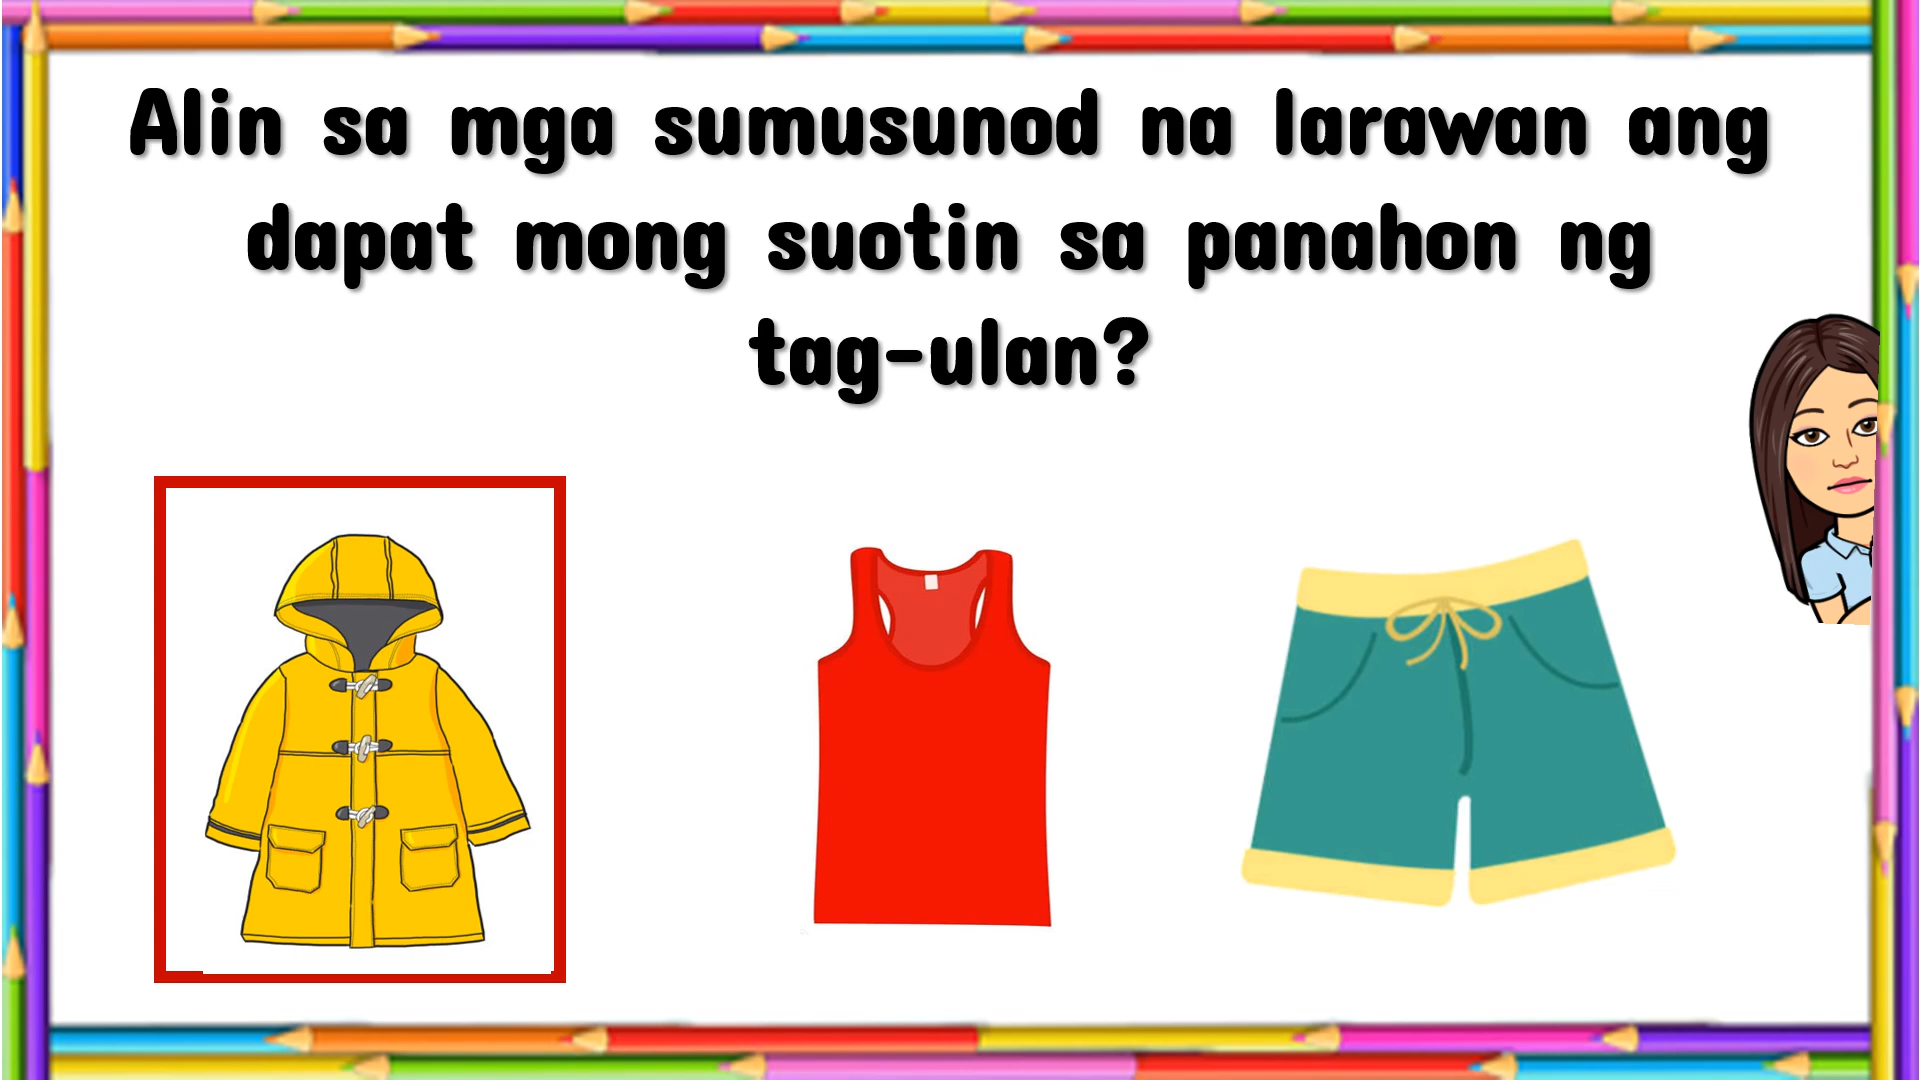 Alin sa mga sumusunod na larawan ang
dapat mong suotin sa panahon ng
tag-ulan?